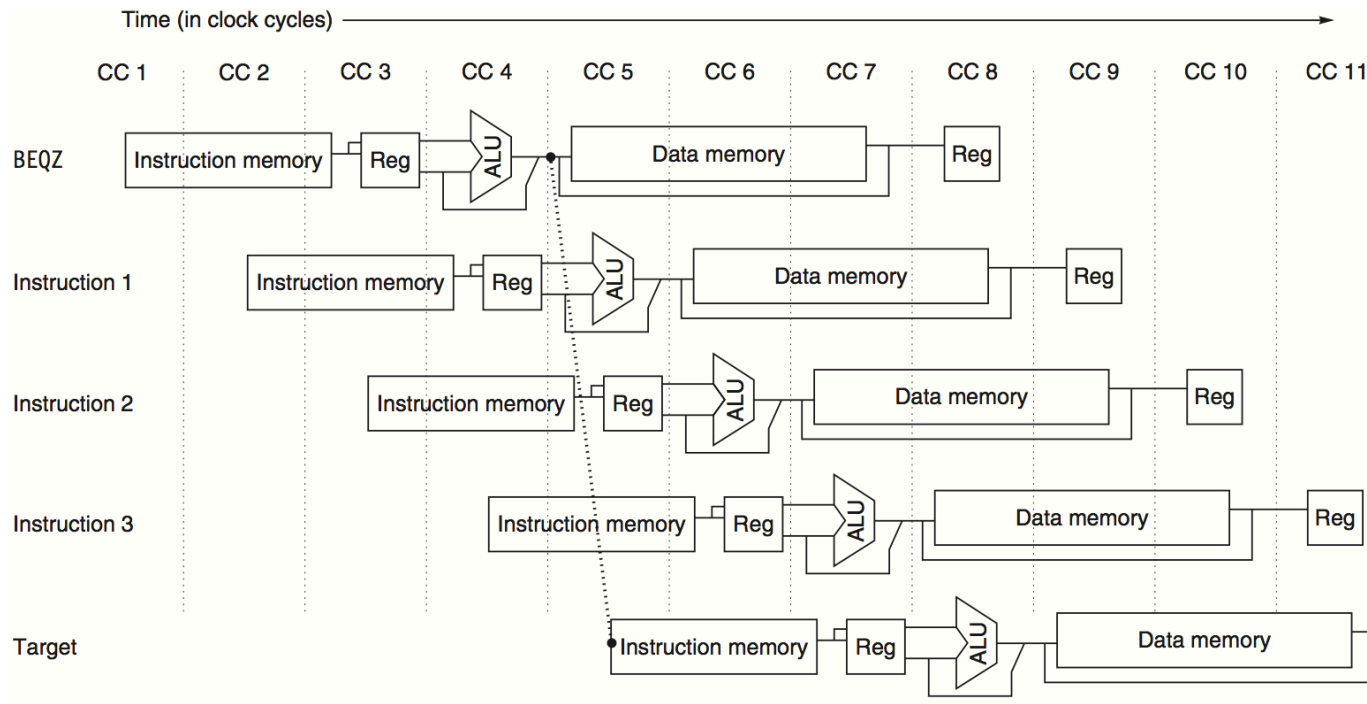 Time (in clock cycles)
CC 1 CC 2 CC 3 CC 4 CC 5 CC 6 CC 7 CC 8 CC 9 CC 10 CC 11
BEQZ Instruction memory Reg ALU Data memory Reg
Instruction 1 Instruction memory Reg ALU Data memory Reg
Instruction 2 Instruction memory Reg ALU Data memory Reg
Instruction 3 Instruction memory Reg ALU Data memory Reg
Target Instruction memory Reg ALU Data memory